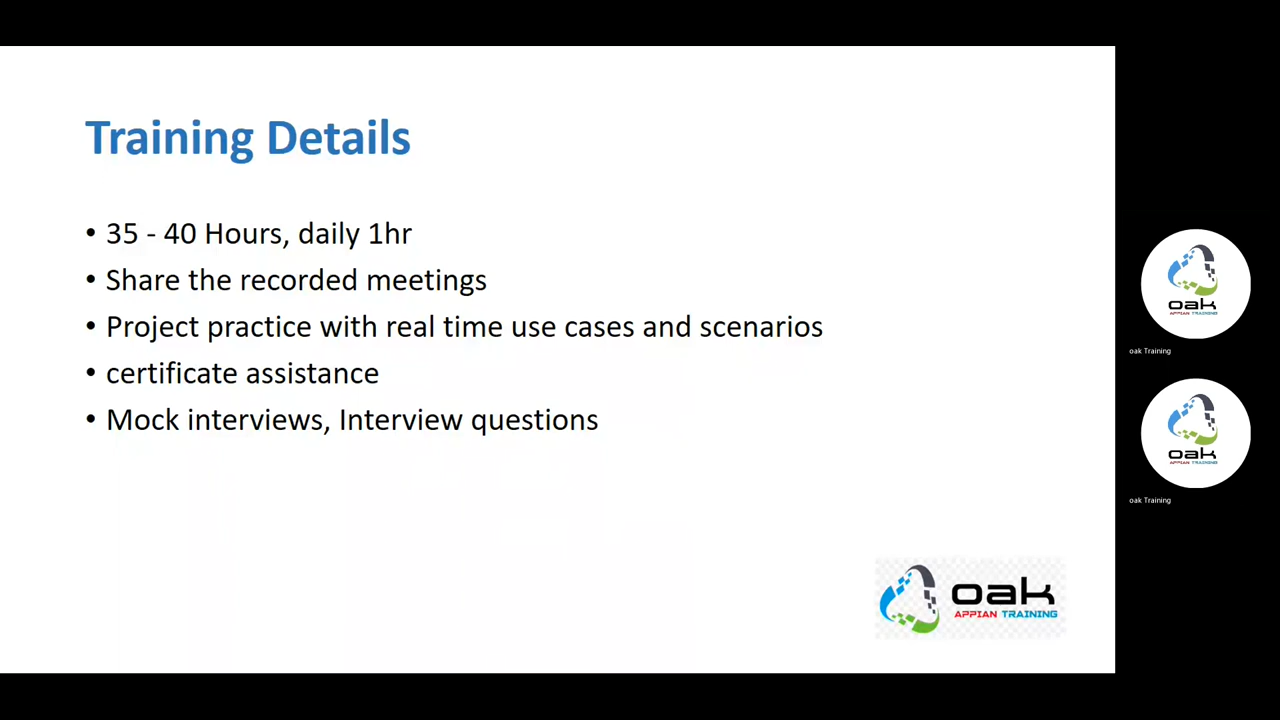 Training Details
• 35 - 40 Hours, daily 1hr
• Share the recorded meetings
• Project practice with real time use cases and scenarios
• certificate assistance
• Mock interviews, Interview questions
oak
APPIAN TRAINING
oak
APPIAN TRAINING
oak Training
oak
APPIAN TRAINING
oak Training